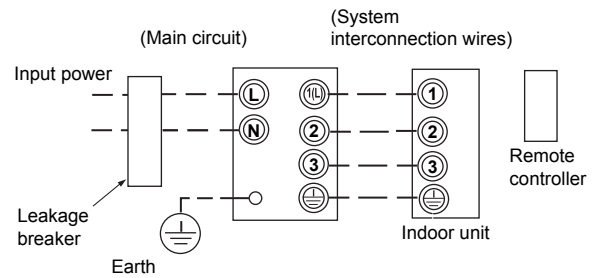 (Main circuit)
(System
interconnection wires)
Input power
L
N
1(L)
2
3
1
2
3
Remote
controller
Leakage
breaker
Earth
Indoor unit